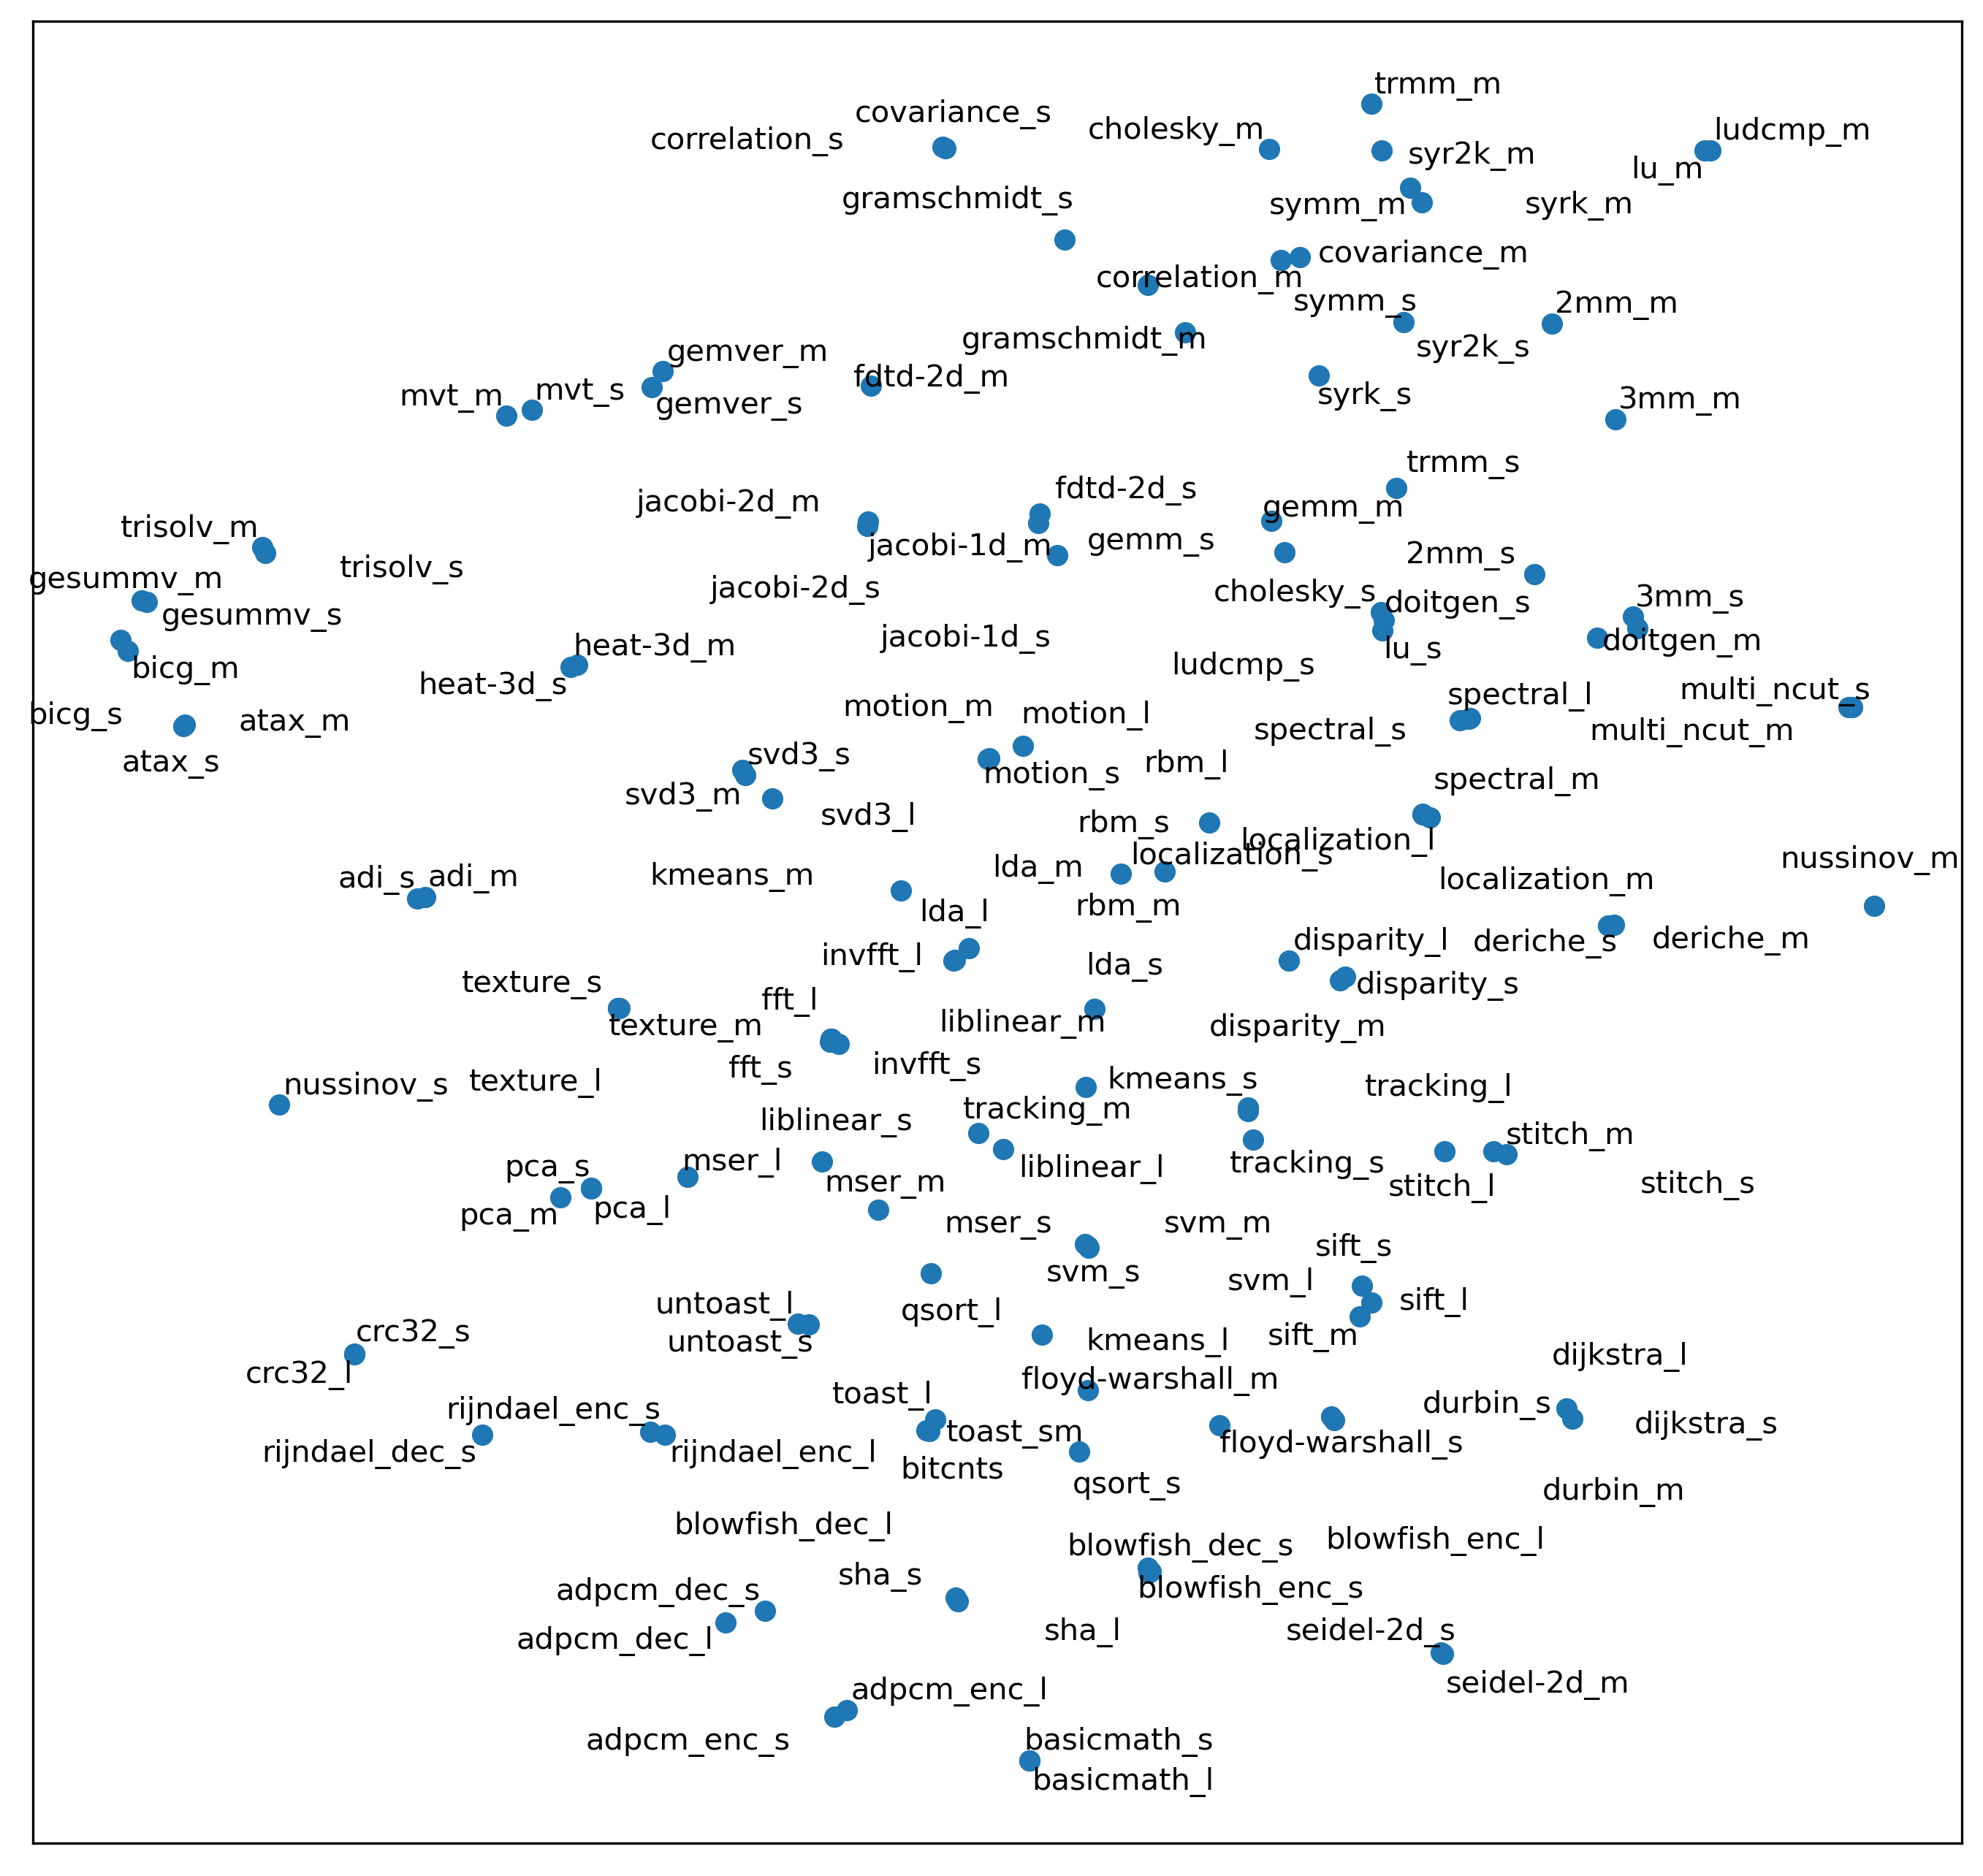 trmm_m
covariance_s
cholesky_m
ludcmp_m
correlation_s
syr2k_m
lu_m
gramschmidt_s
symm_m
syrk_m
covariance_m
correlation_m
symm_s
2mm_m
gramschmidt_m
syr2k_s
gemver_m
fdtd-2d_m
mvt_m
mvt_s
gemver_s
syrk_s
3mm_m
trmm_s
fdtd-2d_s
jacobi-2d_m
gemm_m
trisolv_m
jacobi-1d_m
gemm_s
2mm_s
trisolv_s
gesummv_m
jacobi-2d_s
cholesky_s
doitgen_s
3mm_s
gesummv_s
jacobi-1d_s
heat-3d_m
lu_s
doitgen_m
bicg_m
ludcmp_s
heat-3d_s
spectral_l
multi_ncut_s
motion_m
motion_l
bicg_s
atax_m
spectral_s
multi_ncut_m
svd3_s
atax_s
rbm_l
motion_s
spectral_m
svd3_m
svd3_l
rbm_s
localization_l
localization_s
nussinov_m
lda_m
kmeans_m
adi_s
adi_m
localization_m
rbm_m
lda_l
disparity_l
deriche_s
deriche_m
invfft_l
lda_s
texture_s
disparity_s
fft_l
texture_m
liblinear_m
disparity_m
invfft_s
fft_s
texture_l
kmeans_s
nussinov_s
tracking_l
tracking_m
liblinear_s
stitch_m
mser_l
pca_s
liblinear_l
tracking_s
mser_m
stitch_l
stitch_s
pca_l
pca_m
mser_s
svm_m
sift_s
svm_s
svm_l
untoast_l
qsort_l
sift_l
crc32_s
untoast_s
kmeans_l
sift_m
dijkstra_l
crc32_l
floyd-warshall_m
toast_l
rijndael_enc_s
durbin_s
toast_sm
dijkstra_s
rijndael_dec_s
rijndael_enc_l
floyd-warshall_s
bitcnts
qsort_s
durbin_m
blowfish_dec_l
blowfish_dec_s
blowfish_enc_l
sha_s
adpcm_dec_s
blowfish_enc_s
adpcm_dec_l
sha_l
seidel-2d_s
seidel-2d_m
adpcm_enc_l
adpcm_enc_s
basicmath_s
basicmath_l